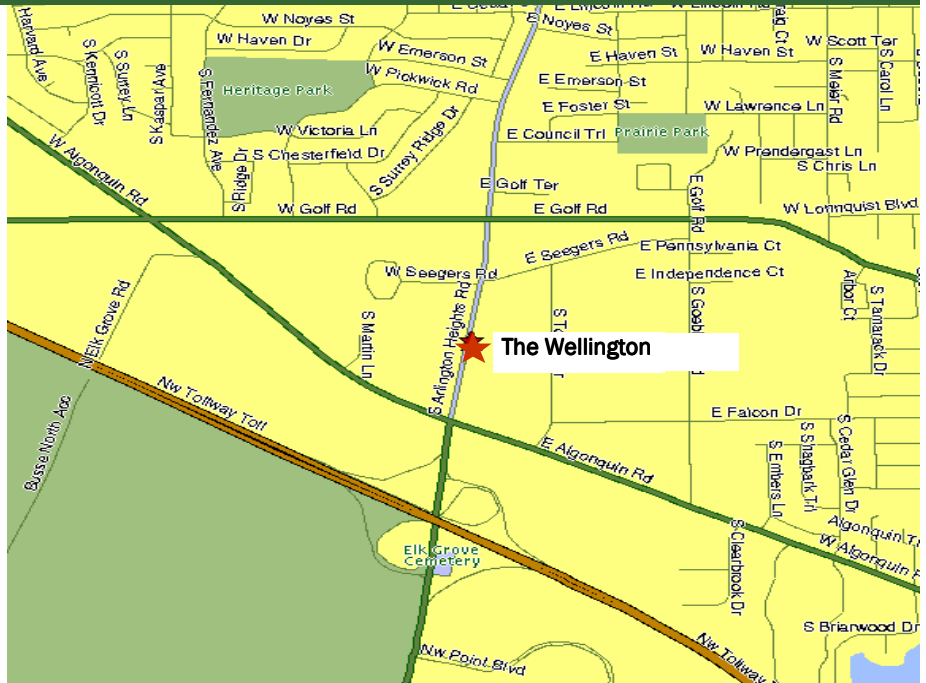 W Noyes St
E Noyes St
Harvard Ave
W Haven Dr
W Emerson St
E Haven St
W Haven St
W Scott Ter
S Kennicott Dr
S Surrey Ln
S Kaspar Ave
S Fernandez Ave
Heritage Park
W Pickwick Rd
E Emerson St
S Meier Rd
S Carol Ln
E Foster St
W Lawrence Ln
W Victoria Ln
E Council Trl
Prairie Park
W Algonquin Rd
S Ridge Dr
S Chesterfield Dr
S Surrey Ridge Dr
W Prendergast Ln
S Chris Ln
E Golf Ter
E Golf Rd
W Golf Rd
E Golf Rd
W Lonnquist Blvd
E Seegers Rd
E Pennsylvania Ct
W Seegers Rd
E Independence Ct
N Elk Grove Rd
S Martin Ln
S Arlington Heights Rd
Arbor Ct
S Tamarack Dr
The Wellington
Nw Tollway Toll
E Falcon Dr
Busse North Acc
E Algonquin Rd
S Embers Ln
S Shagbark Trl
S Cedar Glen Dr
Algonquin
W Algonquin
S Clearbrook Dr
Elk Grove
Cemetery
S Briarwood Dr
Nw Point Blvd
Nw Tollway